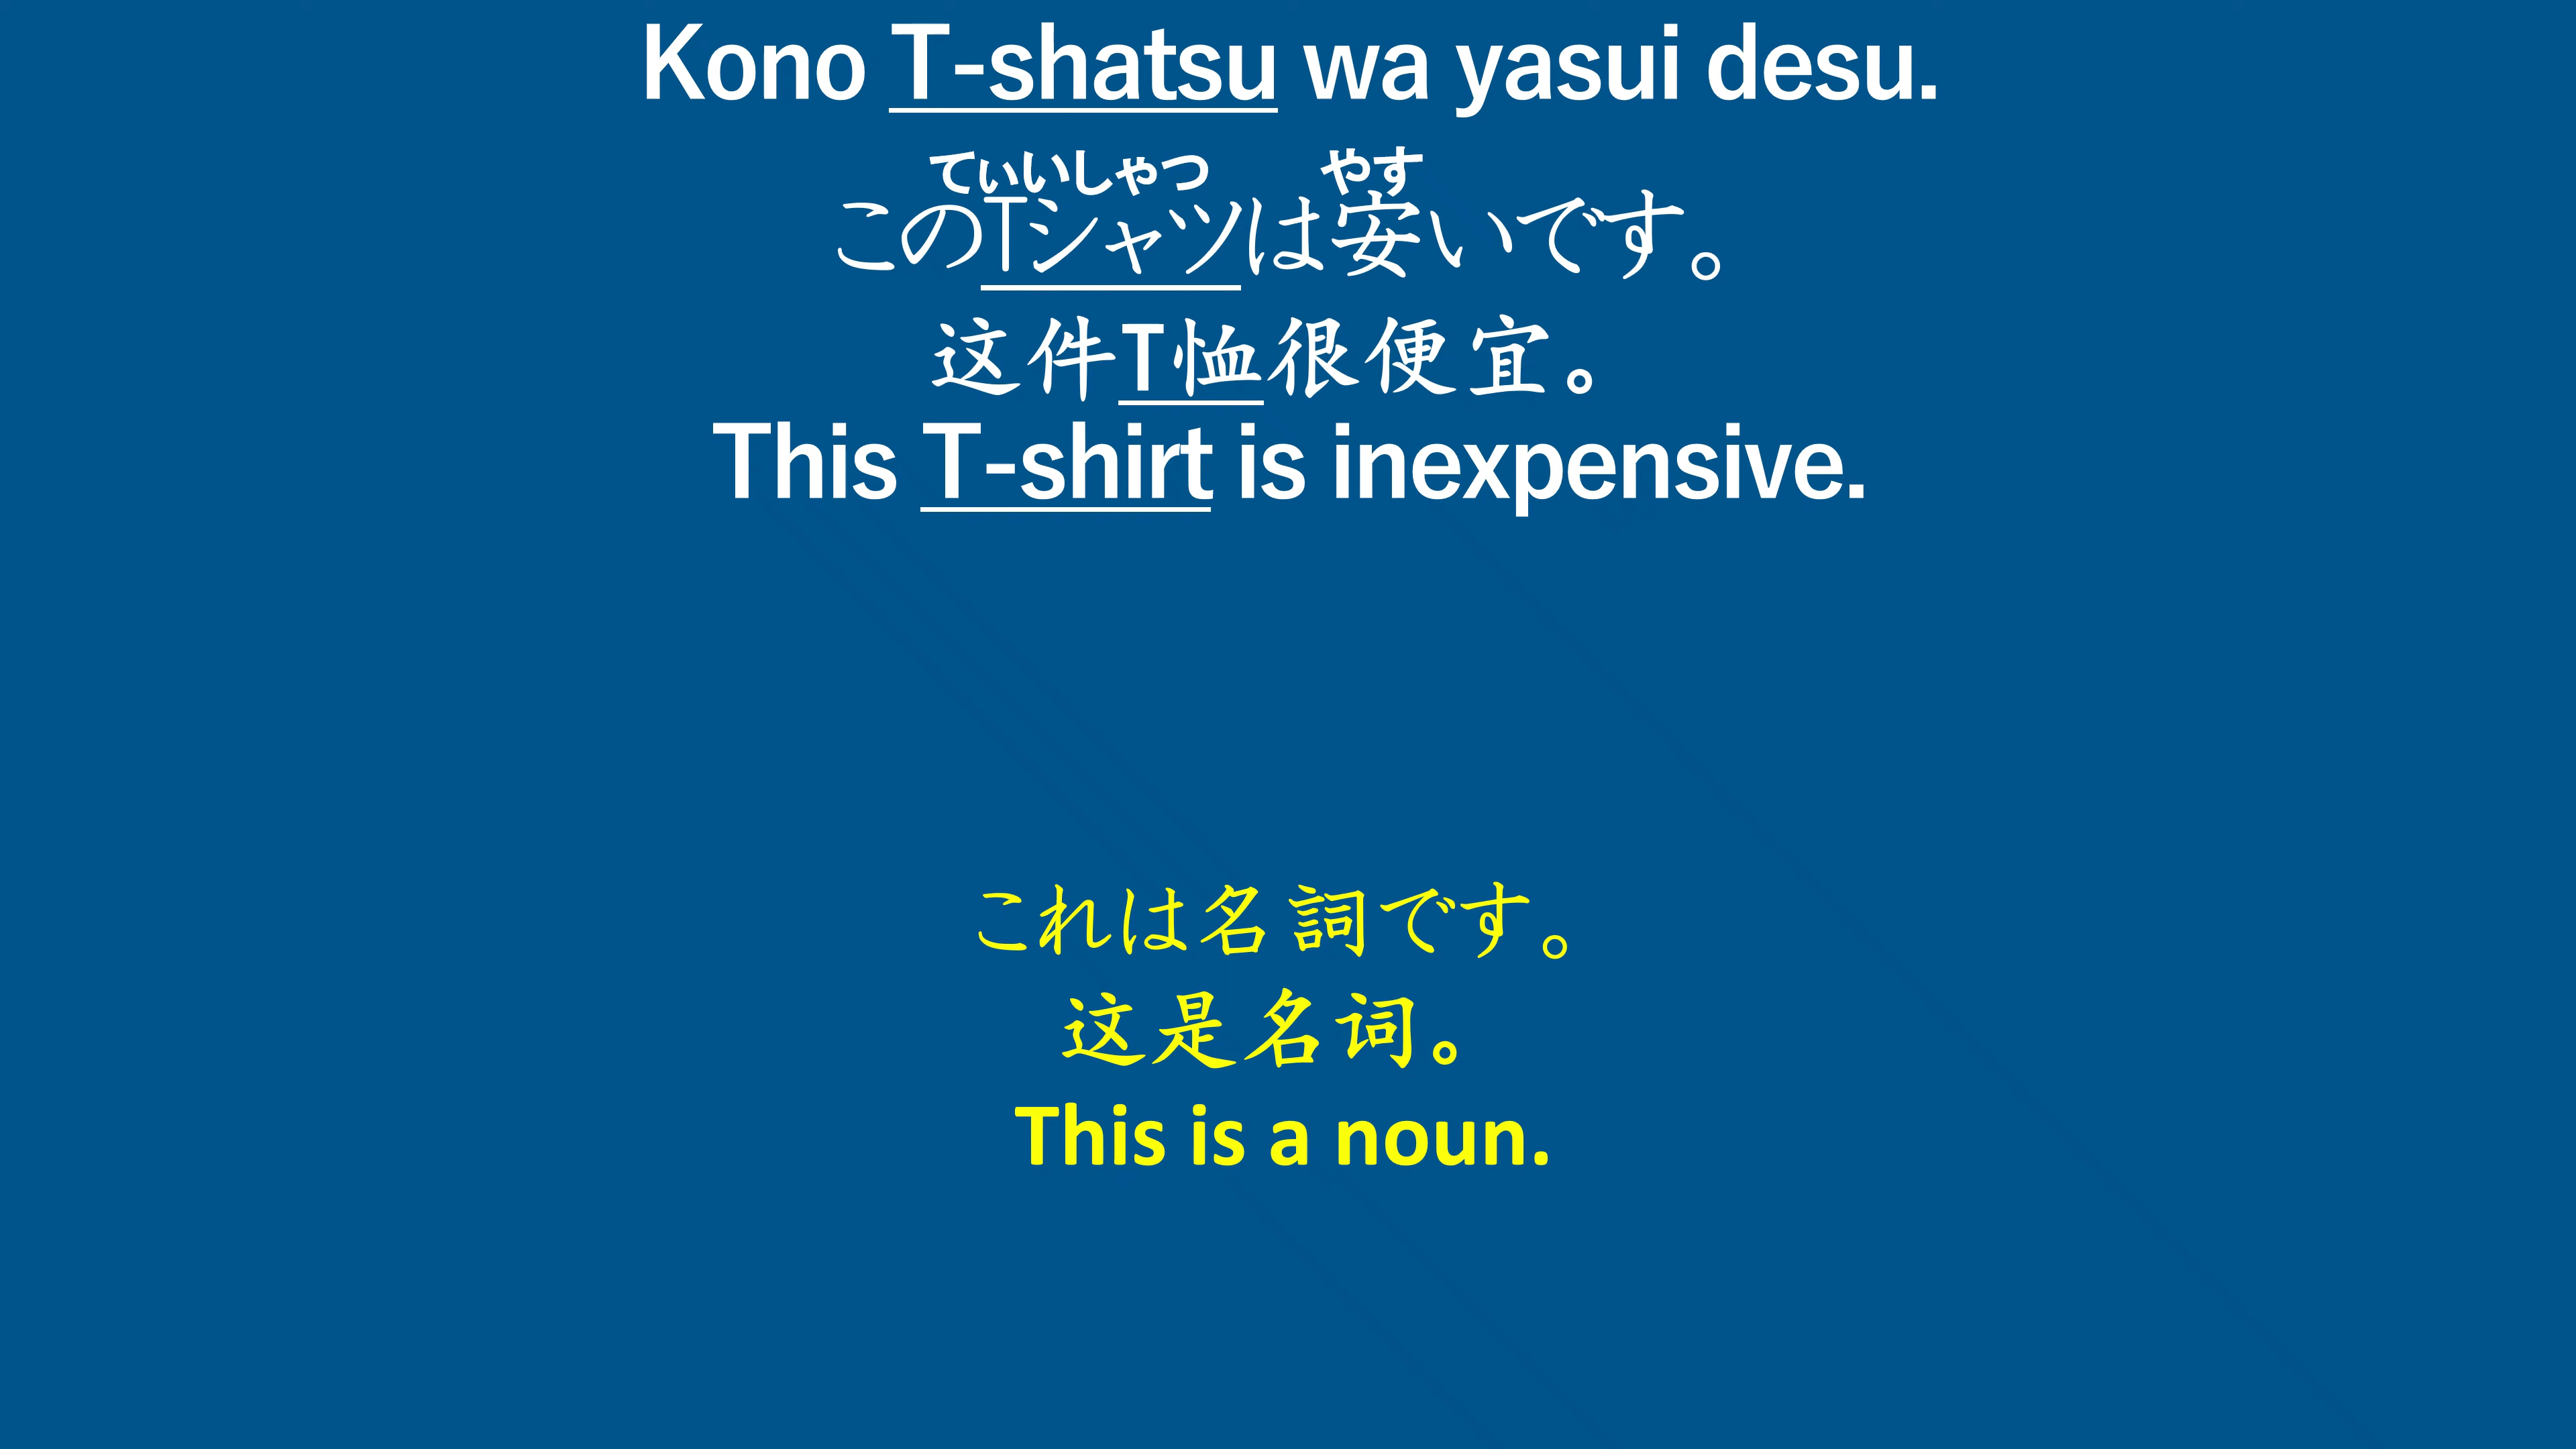 Kono T-shatsu wa yasui desu.
てぃいしゃつ やす
このTシャツは安いです。
这件T恤很便宜。
This T-shirt is inexpensive.
これは名詞です。
这是名词。
This is a noun.